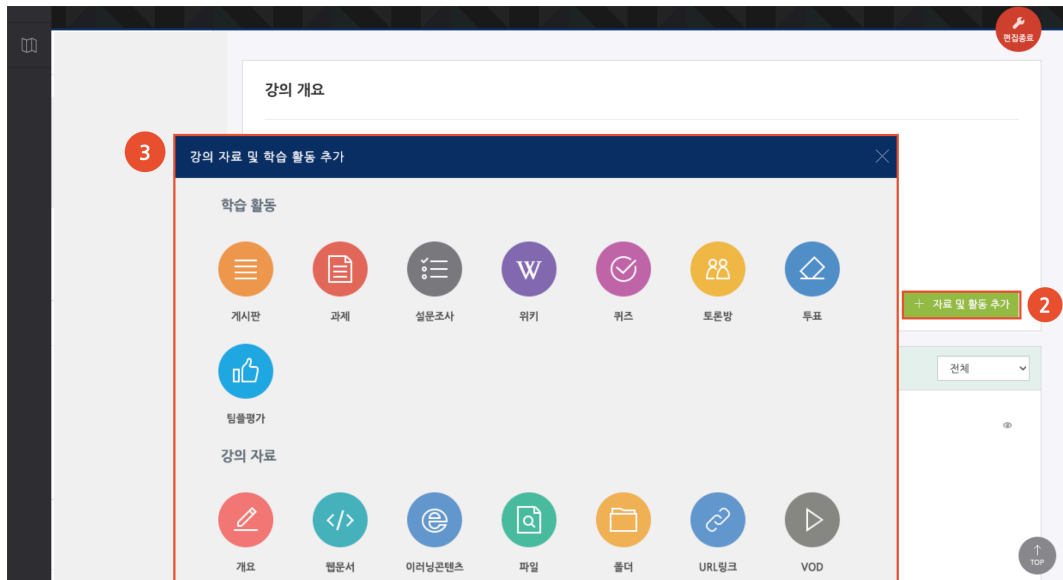 편집종료
강의 개요
3
강의 자료 및 학습 활동 추가
학습 활동
게시판 과제 설문조사 위키 퀴즈 토론방 투표
+ 자료 및 활동 추가
2
전체
팀플평가
강의 자료
개요 웹문서 이러닝콘텐츠 파일 폴더 URL링크 VOD
TOP